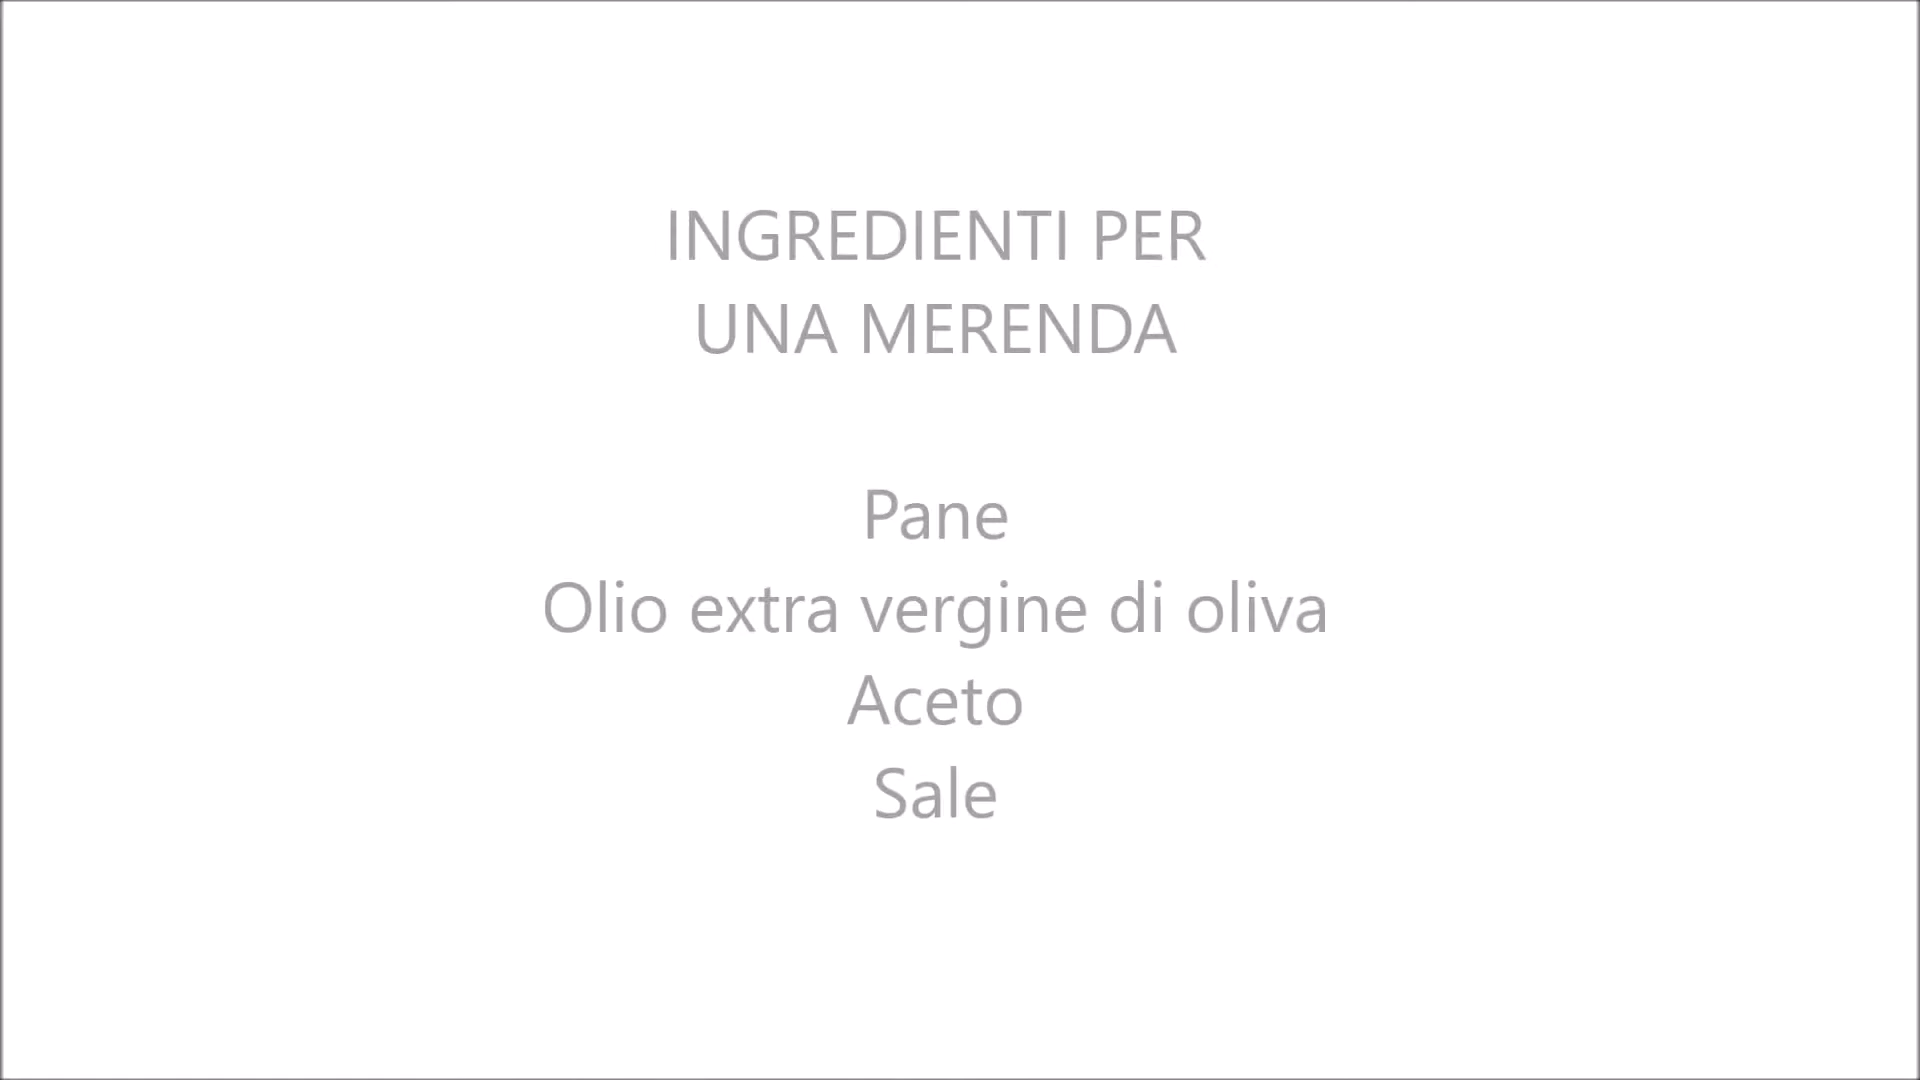 INGREDIENTI PER
UNA MERENDA
Pane
Olio extra vergine di oliva
Aceto
Sale